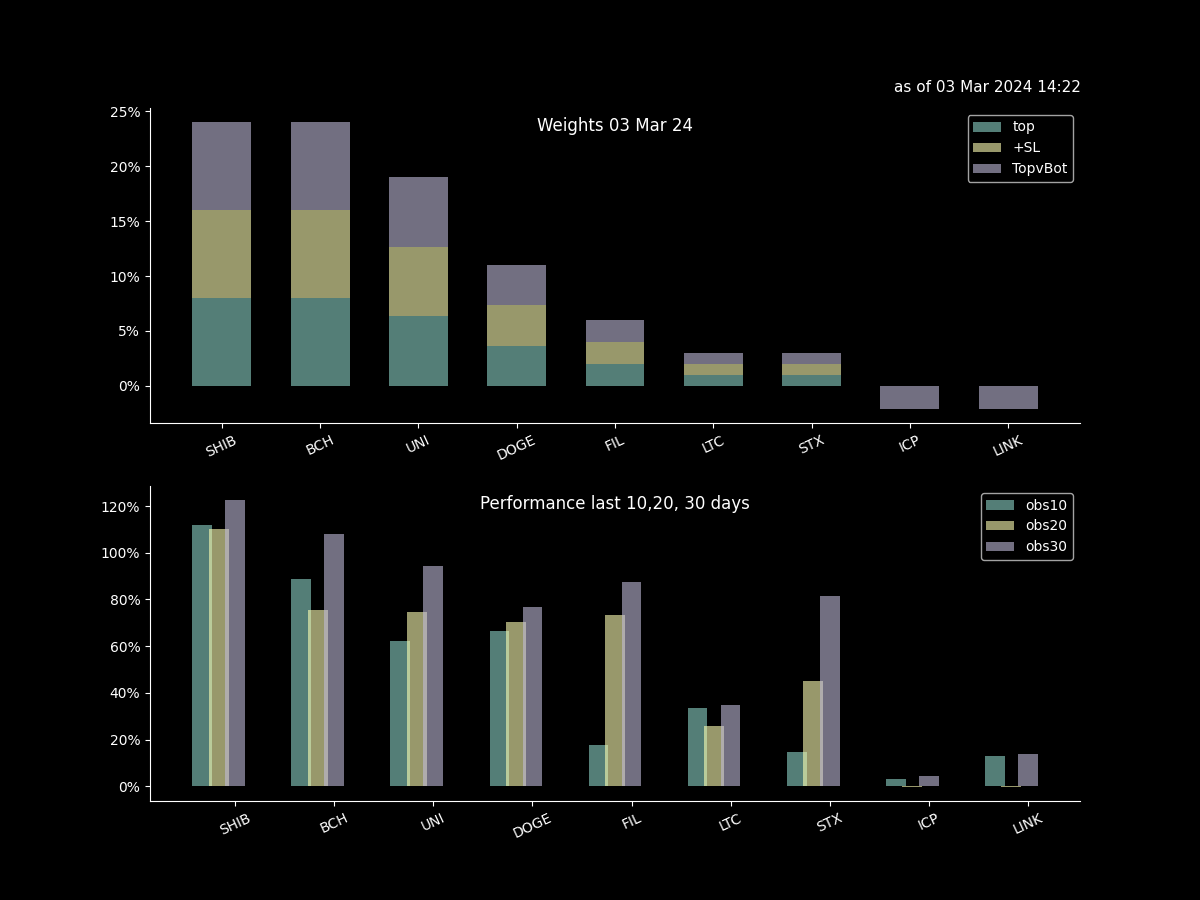 as of 03 Mar 2024 14:22
Weights 03 Mar 24
top
+SL
TopvBot
25%
20%
15%
10%
5%
0%
SHIB BCH UNI DOGE FIL LTC STX ICP LINK
Performance last 10,20, 30 days
obs10
obs20
obs30
120%
100%
80%
60%
40%
20%
0%
SHIB BCH UNI DOGE FIL LTC STX ICP LINK